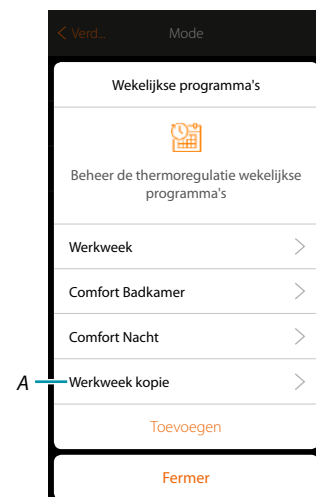 < Verd... Mode
Wekelijkse programma's
Beheer de thermoregulatie wekelijkse
programma's
Werkweek
Comfort Badkamer
Comfort Nacht
A Werkweek kopie
Toevoegen
Fermer